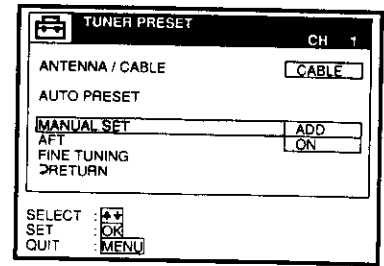 TUNER PRESET
CH 1
ANTENNA / CABLE CABLE
AUTO PRESET
MANUAL SET ADD
AFT ON
FINE TUNING
RETURN
SELECT :
SET : OK
QUIT : MENU